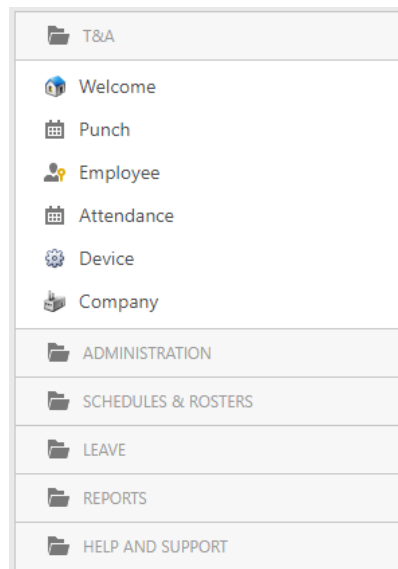 T&A
Welcome
Punch
Employee
Attendance
Device
Company
ADMINISTRATION
SCHEDULES & ROSTERS
LEAVE
REPORTS
HELP AND SUPPORT